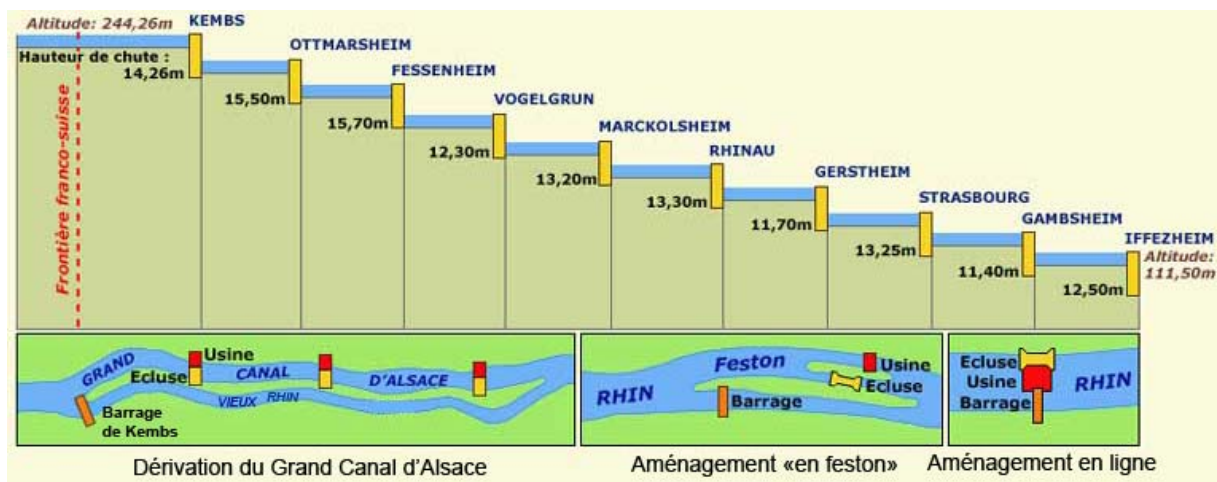 Altitude: 244,26m
KEMBS
Hauteur de chute :
14,26m
OTTMARSHEIM
15,50m
FESSENHEIM
15,70m
VOGELGRUN
12,30m
MARCKOLSHEIM
13,20m
RHINAU
13,30m
GERSTHEIM
11,70m
STRASBOURG
13,25m
GAMBSHEIM
11,40m
IFFEZHEIM
Altitude:
111,50m
12,50m
Frontière franco-suisse
GRAND
Usine
Ecluse
CANAL
D'ALSACE
VIEUX RHIN
Barrage
de Kembs
Feston
Usine
Ecluse
RHIN
Barrage
Ecluse
Usine
RHIN
Barrage
Dérivation du Grand Canal d'Alsace
Aménagement «en feston»
Aménagement en ligne